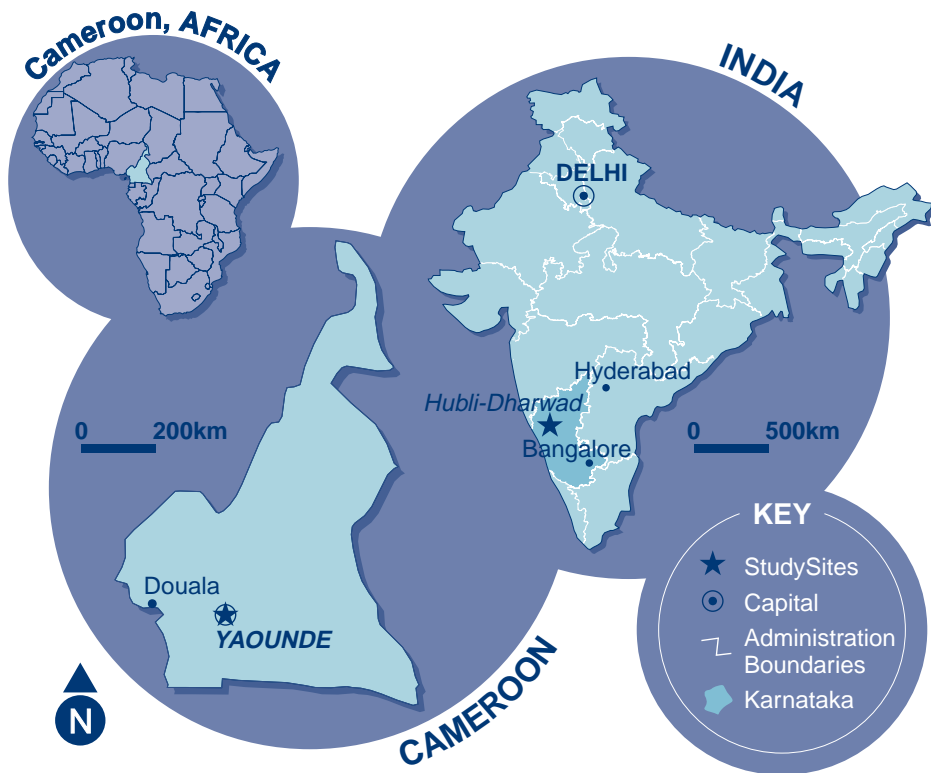 Cameroon, AFRICA
INDIA
DELHI
Hyderabad
Hubli-Dharwad
0 200km
0 500km
Bangalore
KEY
StudySites
Capital
Administration
Boundaries
Karnataka
Douala
YAOUNDE
CAMEROON
N